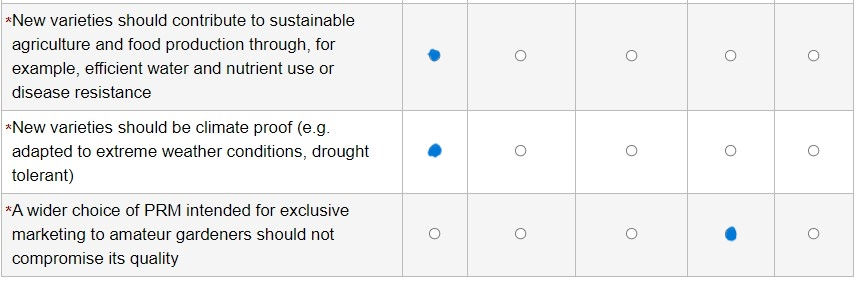 *New varieties should contribute to sustainable
agriculture and food production through, for
example, efficient water and nutrient use or
disease resistance
*New varieties should be climate proof (e.g.
adapted to extreme weather conditions, drought
tolerant)
*A wider choice of PRM intended for exclusive
marketing to amateur gardeners should not
compromise its quality